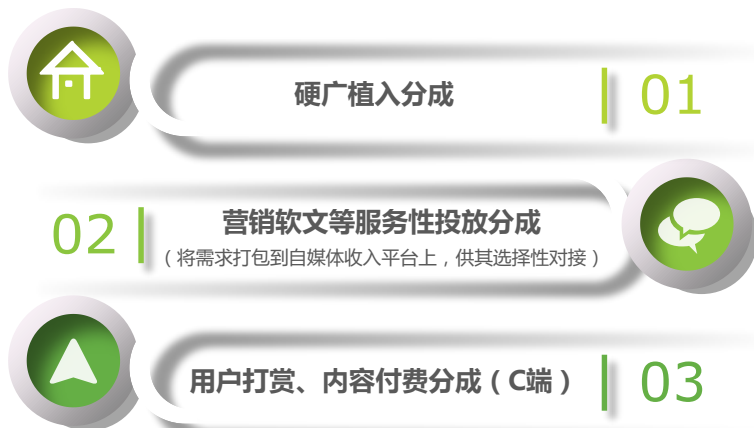 硬广植入分成
01
02
营销软文等服务性投放分成
（将需求打包到自媒体收入平台上，供其选择性对接）
用户打赏、内容付费分成（C端）
03